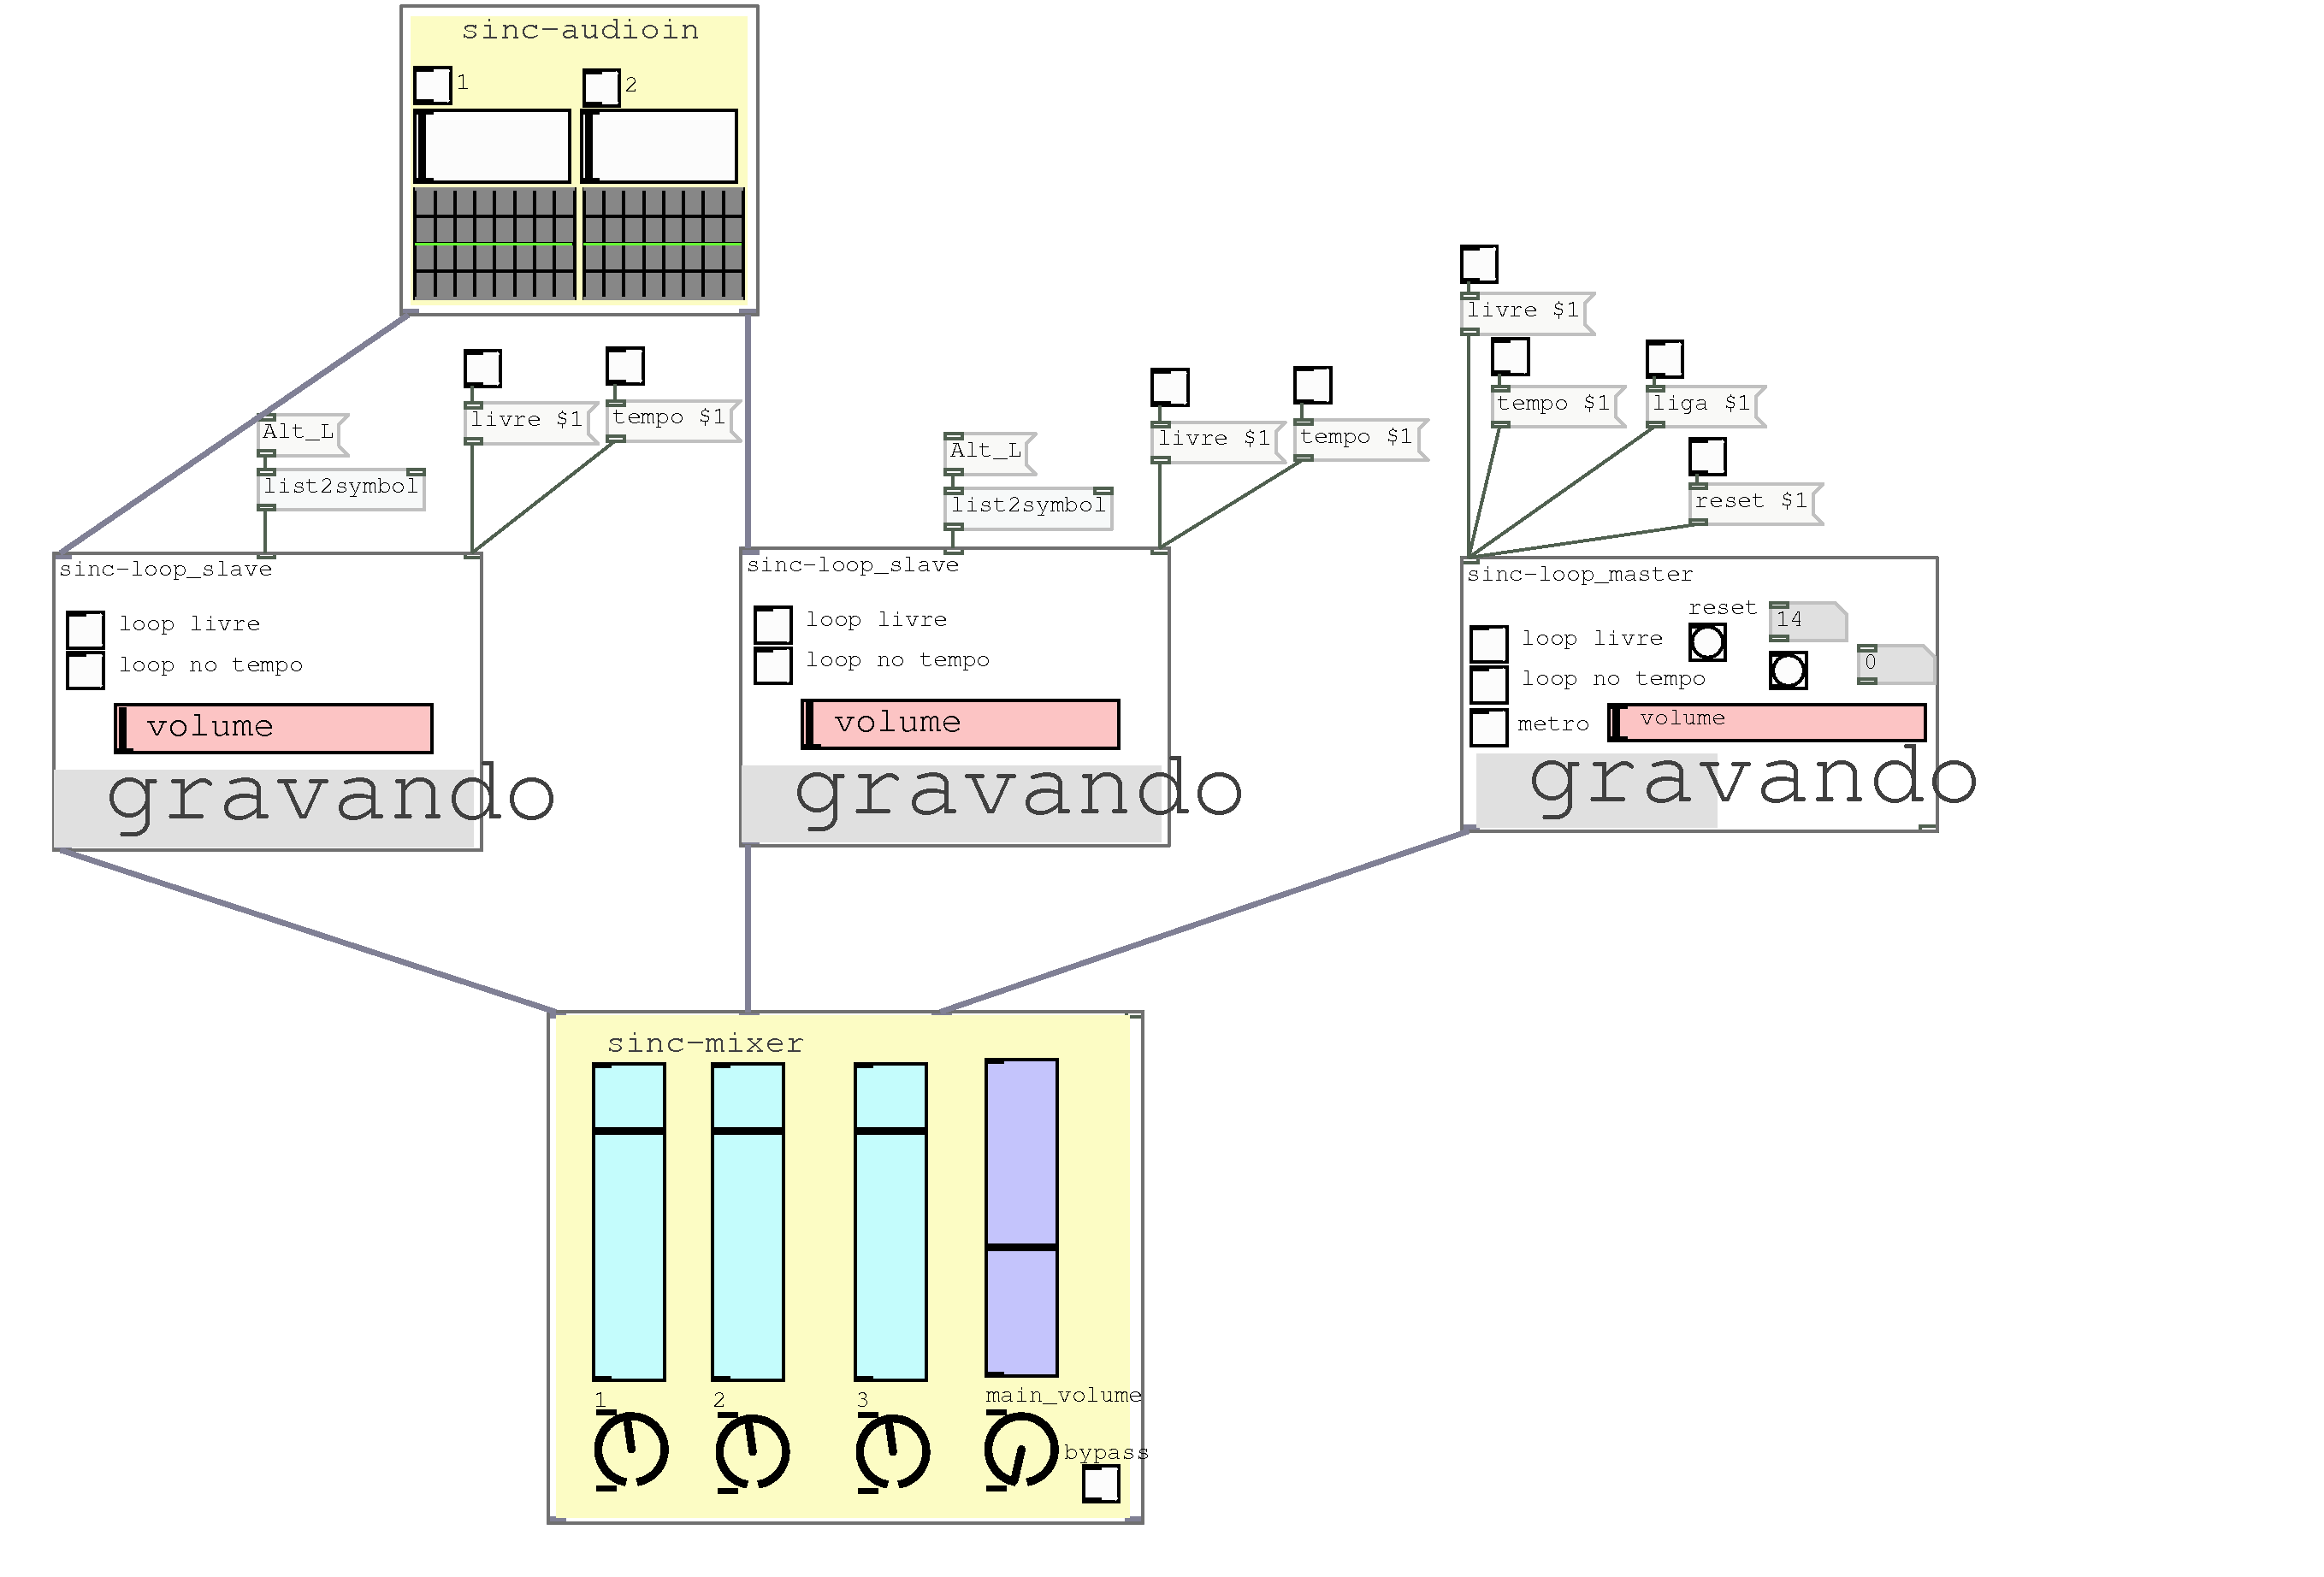 sinc-audioin
1
2
livre $1
tempo $1
liga $1
reset $1
Alt_L
list2symbol
livre $1
tempo $1
Alt_L
list2symbol
livre $1
tempo $1
sinc-loop_slave
loop livre
loop no tempo
volume
gravando
sinc-loop_slave
loop livre
loop no tempo
volume
gravando
sinc-loop_master
reset
14
loop livre
0
loop no tempo
metro
volume
gravando
sinc-mixer
1
2
3
main_volume
bypass